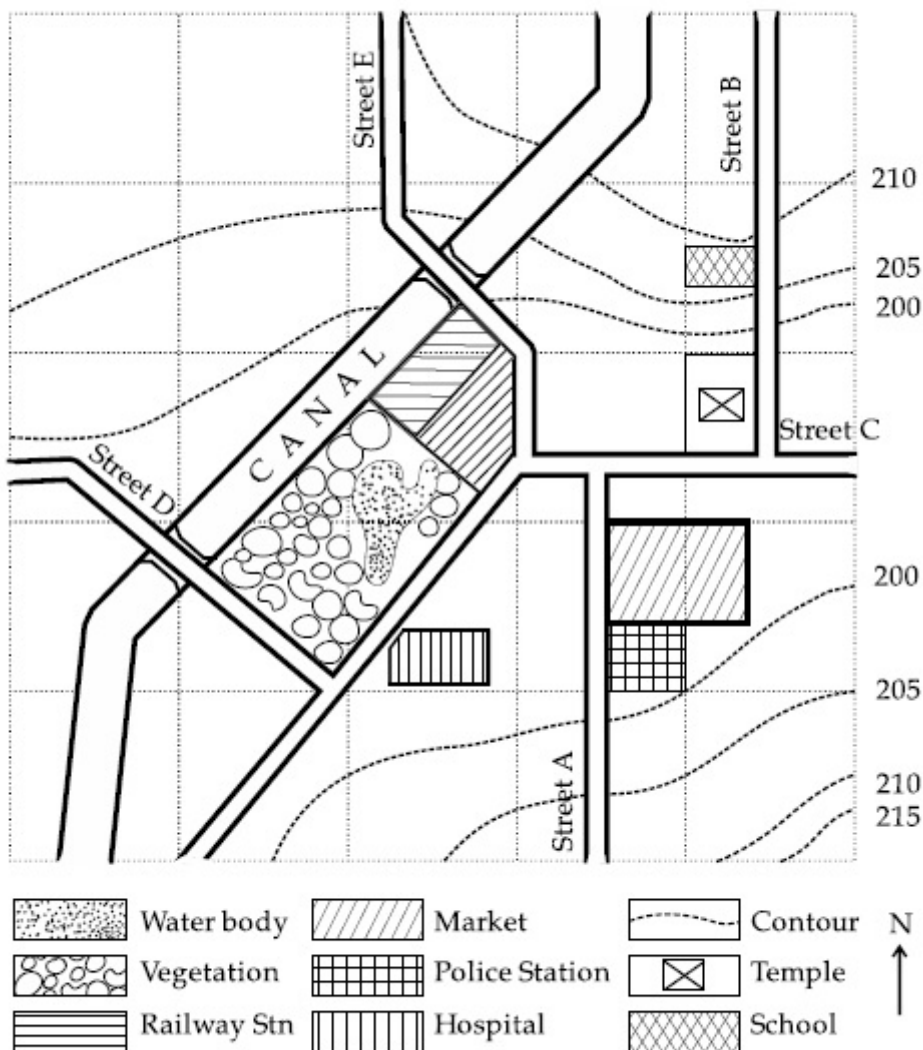 Street E
Street B
210
205
200
CANAL
Street C
Street D
200
205
Street A
210
215
Water body
Market
Contour
N
Vegetation
Police Station
Temple
Railway Stn
Hospital
School